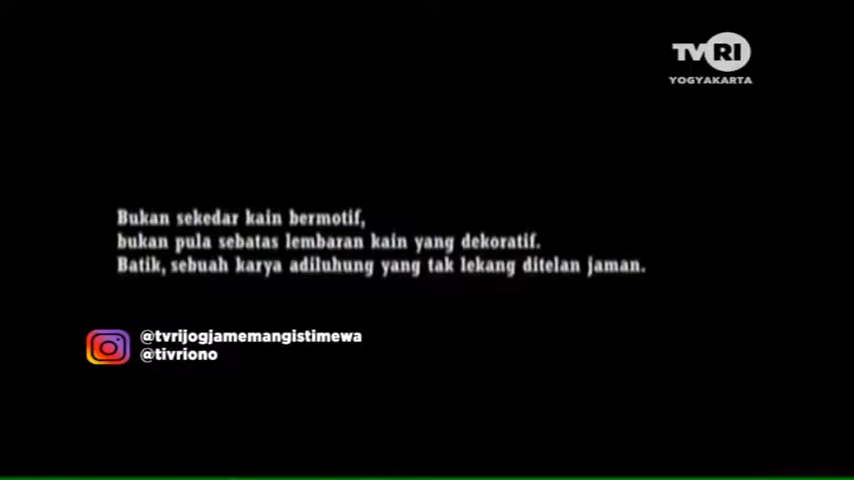 TVRI
YOGYAKARTA
Bukan sekedar kain bermotif,
bukan pula sebatas lembaran kain yang dekoratif.
Batik, sebuah karya adiluhung yang tak lekang ditelan jaman.
@tvrijogjamemangistimewa
@tivriono